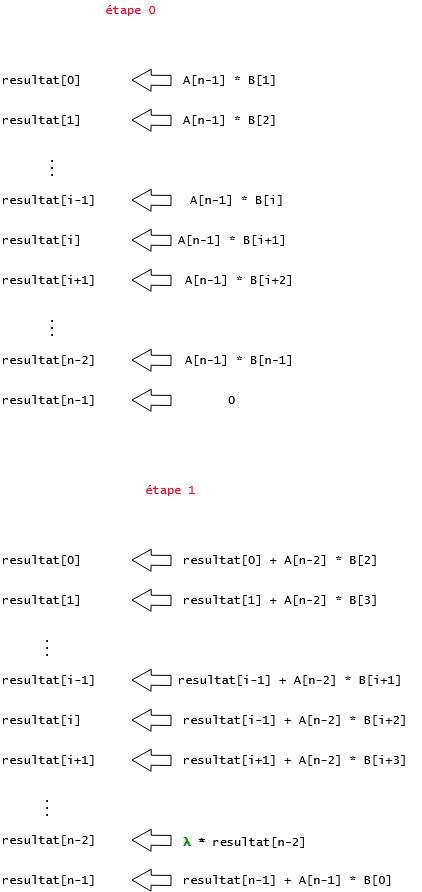 étape 0
resultat[0] A[n-1] * B[1]
resultat[1] A[n-1] * B[2]
⋮
resultat[i-1] A[n-1] * B[i]
resultat[i] A[n-1] * B[i+1]
resultat[i+1] A[n-1] * B[i+2]
⋮
resultat[n-2] A[n-1] * B[n-1]
resultat[n-1] 0
étape 1
resultat[0] resultat[0] + A[n-2] * B[2]
resultat[1] resultat[1] + A[n-2] * B[3]
⋮
resultat[i-1] resultat[i-1] + A[n-2] * B[i+1]
resultat[i] resultat[i-1] + A[n-2] * B[i+2]
resultat[i+1] resultat[i+1] + A[n-2] * B[i+3]
⋮
resultat[n-2] λ * resultat[n-2]
resultat[n-1] resultat[n-1] + A[n-1] * B[0]